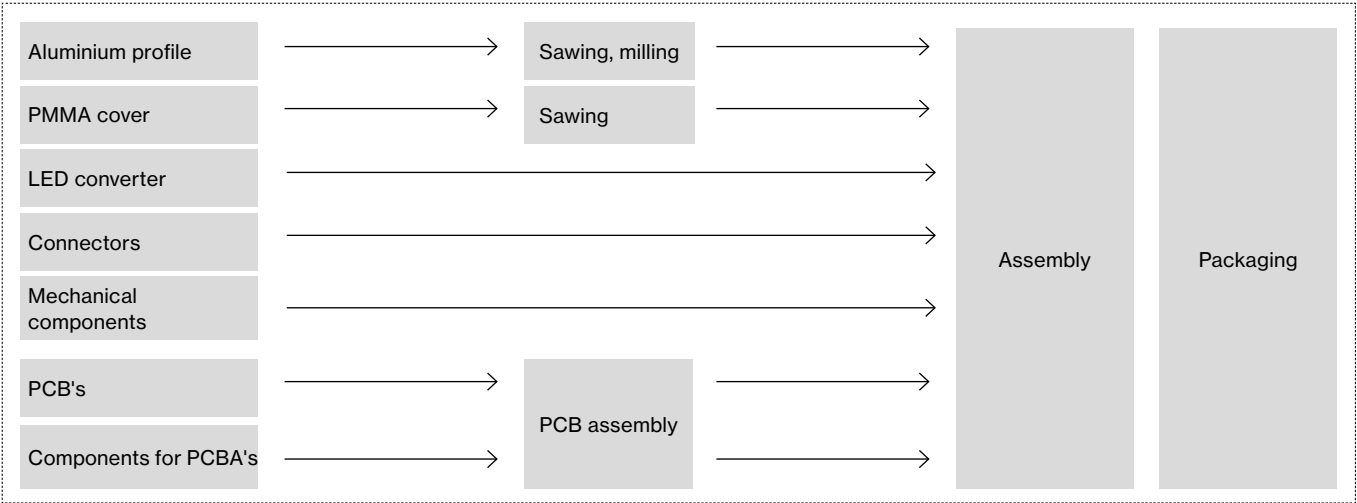 Aluminium profile
Sawing, milling
PMMA cover
Sawing
LED converter
Connectors
Mechanical
components
PCB's
Components for PCBA's
PCB assembly
Assembly
Packaging